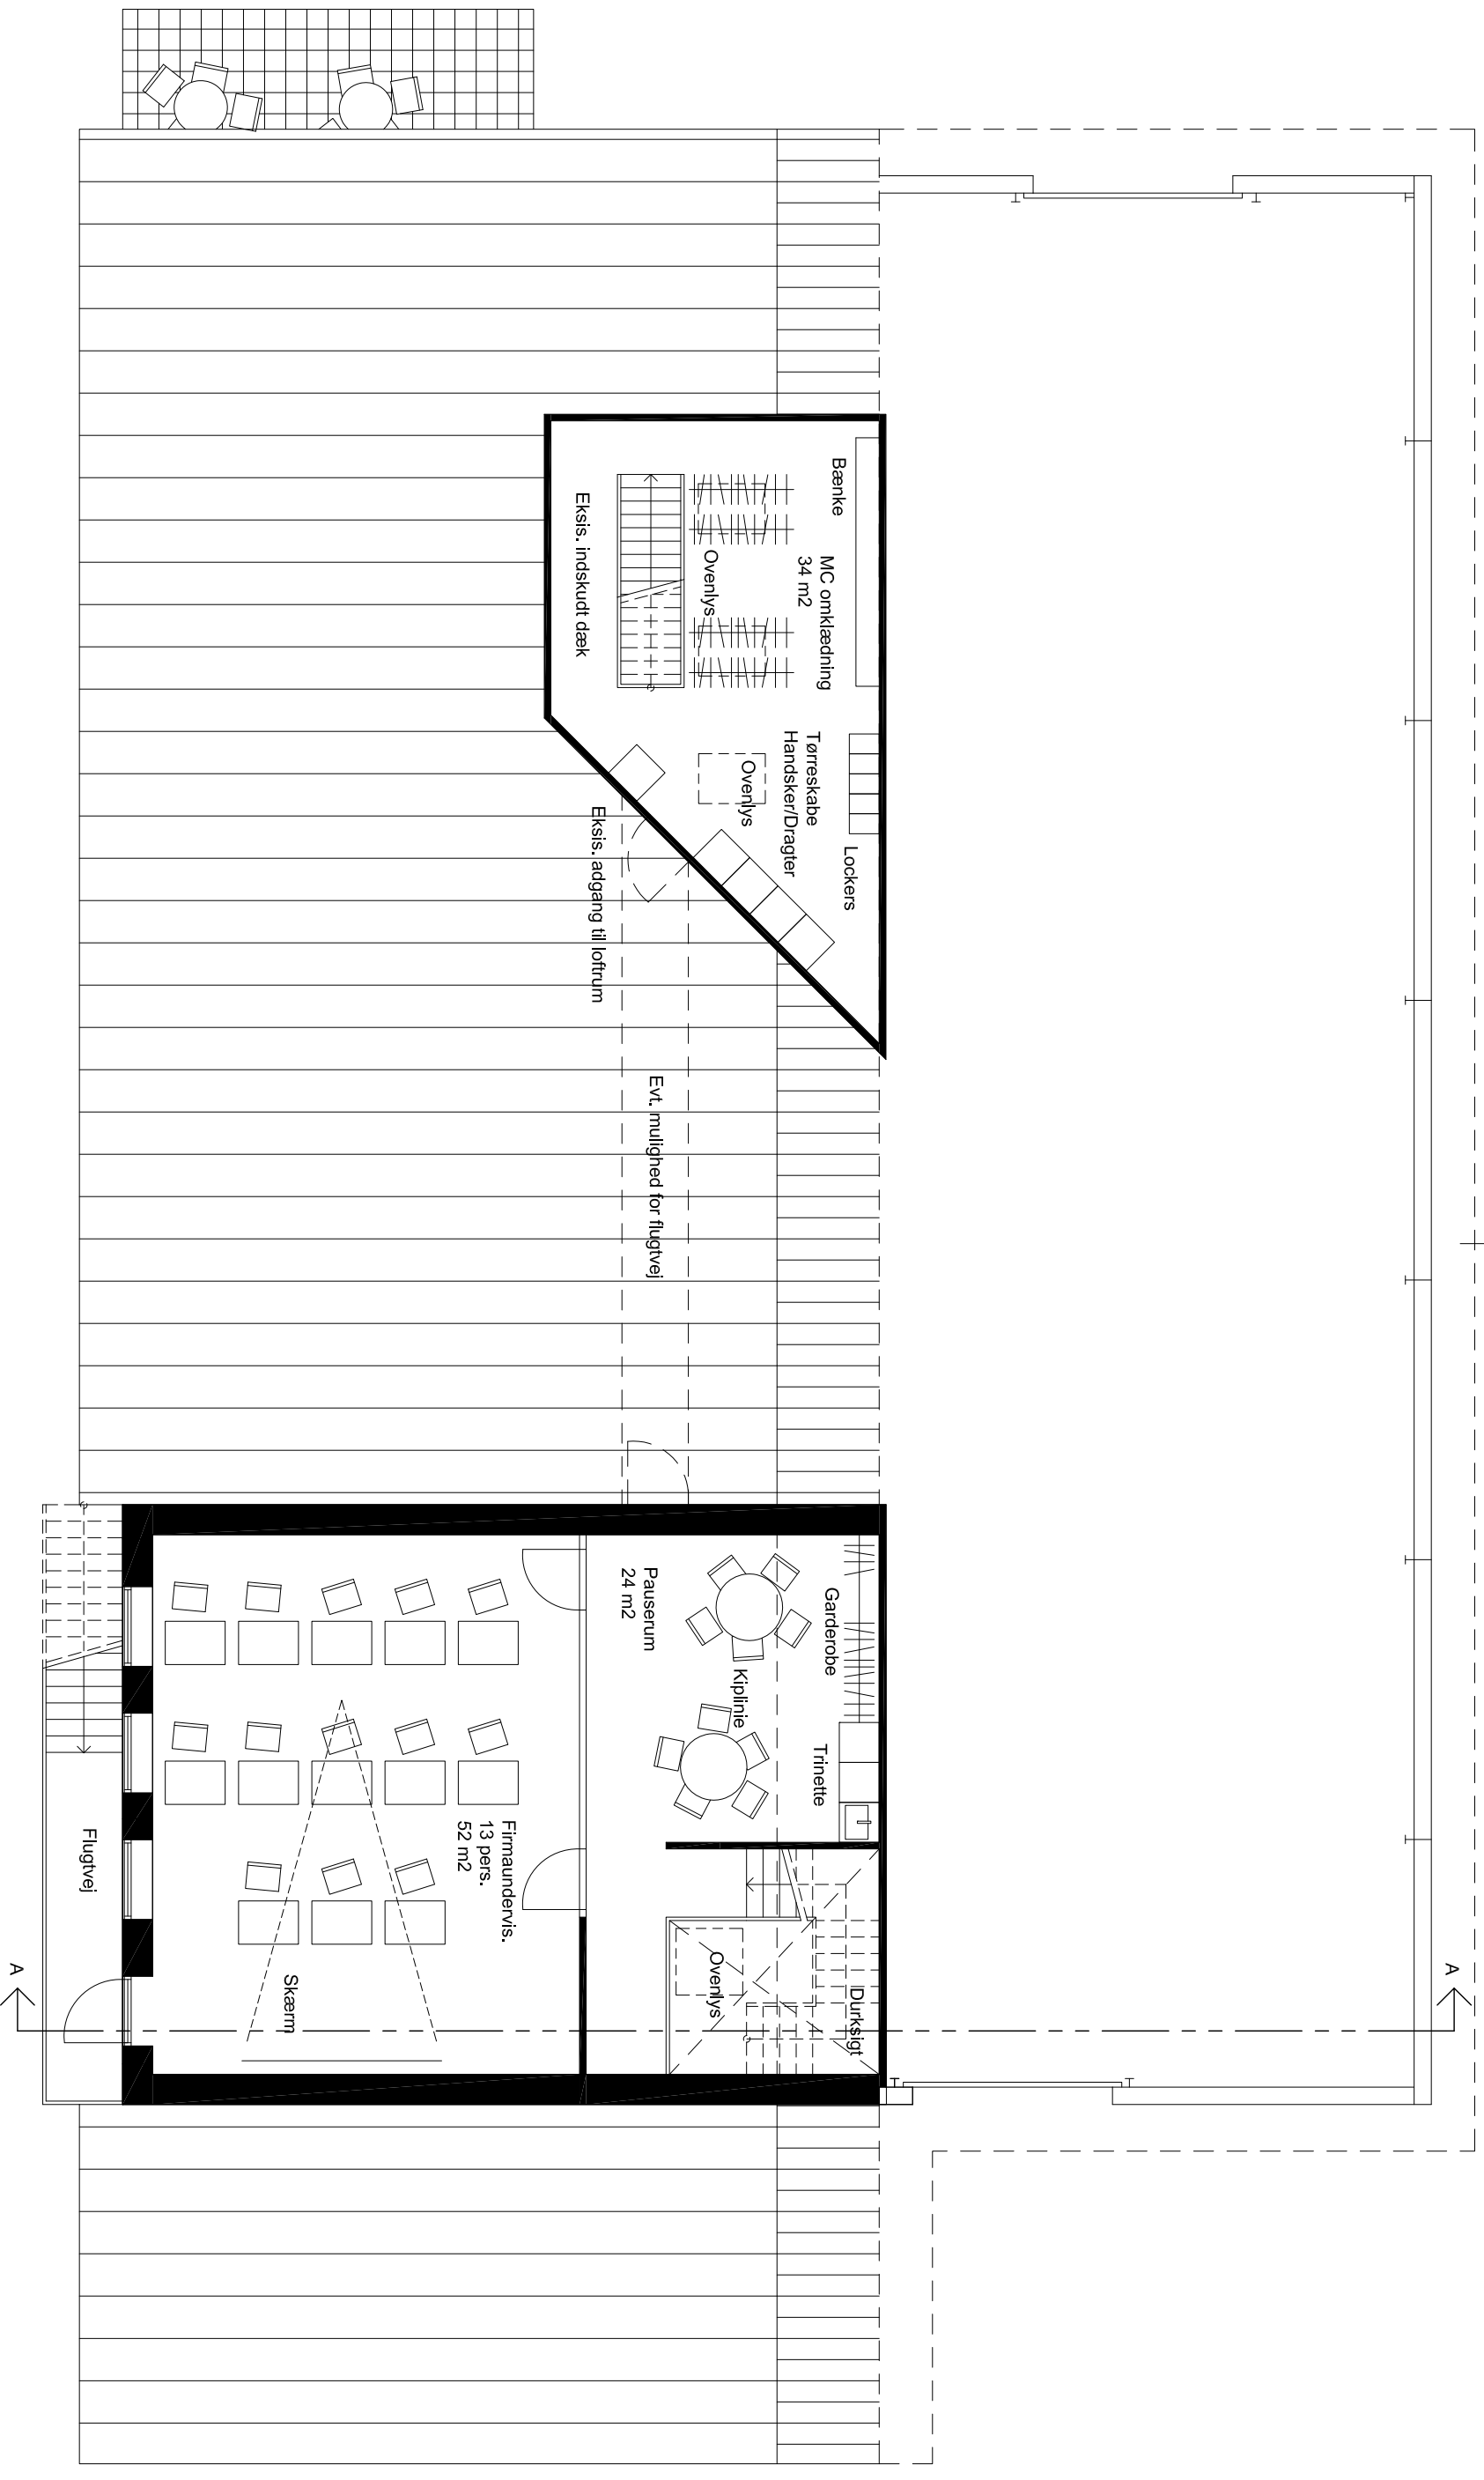 Bænke
MC omklædning
34 m2
Ovenlys
Eksis. indskudt dæk
Tørreskabe
Handsker/Dragter
Ovenlys
Lockers
Eksis. adgang til loftrum
Evt. mulighed for flugtvej
Garderobe
Pauserum
24 m2
Kiplinie
Trinette
Firmaundervis.
13 pers.
52 m2
Flugtvej
Skærm
Ovenlys
Durksigt
A
A